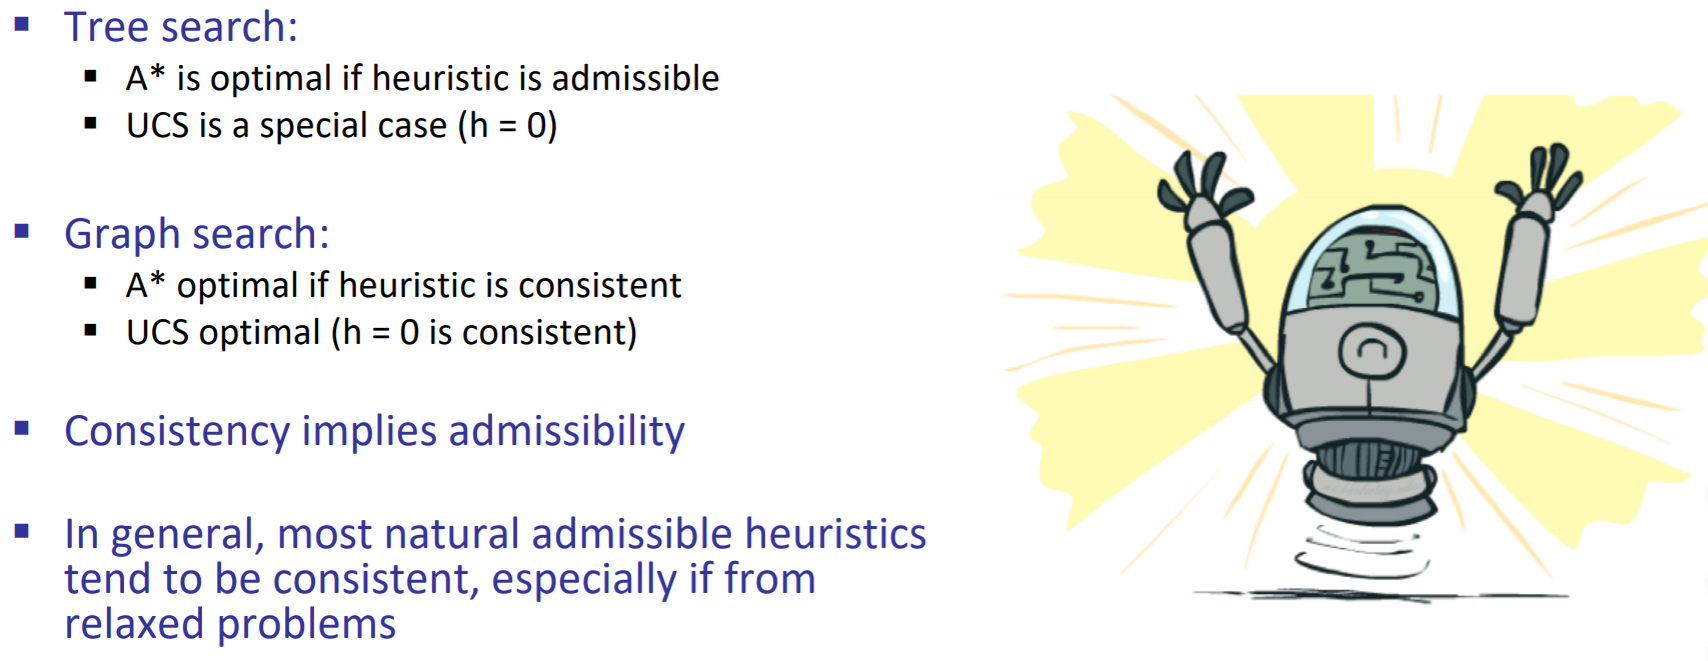 Tree search:
A* is optimal if heuristic is admissible
UCS is a special case (h = 0)
Graph search:
A* optimal if heuristic is consistent
UCS optimal (h = 0 is consistent)
Consistency implies admissibility
In general, most natural admissible heuristics
tend to be consistent, especially if from
relaxed problems